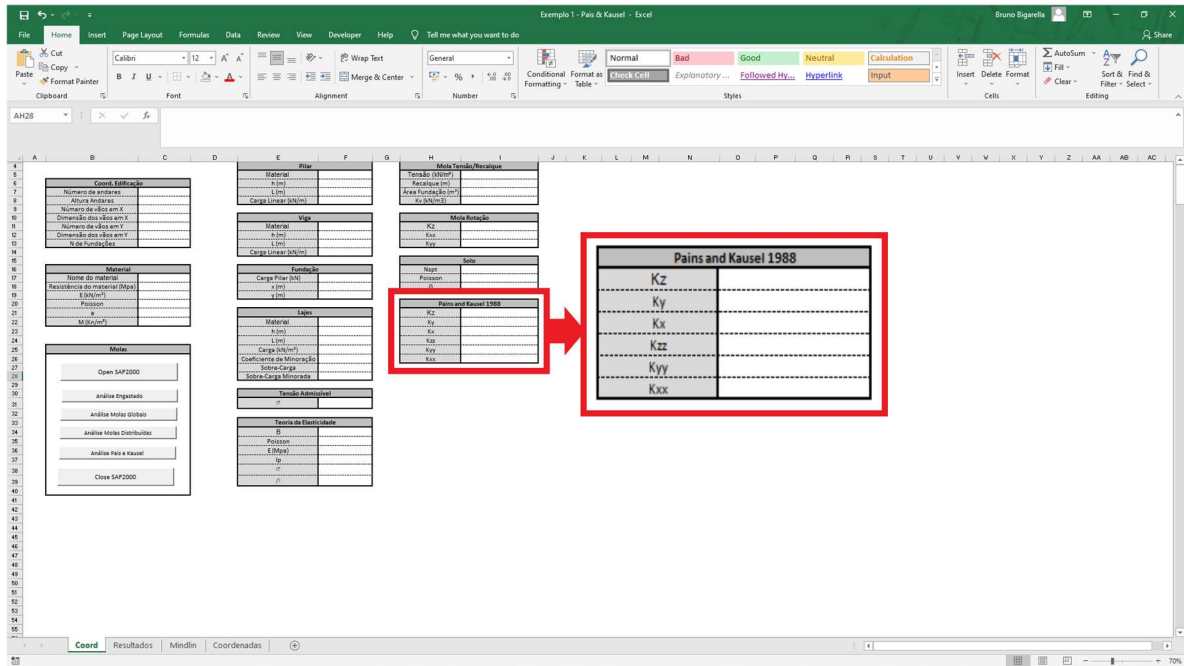 Exemplo 1 - Pais & Kausel - Excel
Bruno Bigarella
File Home Insert Page Layout Formulas Data Review View Developer Help Tell me what you want to do
Share
Paste
Cut
Copy
Format Painter
Clipboard
Calibri 12
B I U
Font
Wrap Text
Merge & Center
Alignment
General
Number
Conditional Formatting
Format as Table
Normal Bad Good Neutral Calculation
Check Cell Explanatory ... Followed Hy... Hyperlink Input
Styles
Insert Delete Format
Cells
AutoSum
Fill
Clear
Sort & Filter
Find & Select
Editing
AH28
fx
A B C D E F G H I J K L M N O P Q R S T U V W X Y Z AA AB AC
Coord. Edificação
Número de andares
Altura Andares
Número de vãos em X
Dimensão dos vãos em X
Número de vãos em Y
Dimensão dos vãos em Y
N de Fundações
Material
Nome do material
Resistência do material (Mpa)
E (kN/m²)
Poisson
a
M (Kn/m³)
Molas
Open SAP2000
Análise Engastado
Análise Molas Globais
Análise Molas Distribuídas
Análise Pais e Kausel
Close SAP2000
Pilar
Material
h (m)
L (m)
Carga Linear (kN/m)
Viga
Material
h (m)
L (m)
Carga Linear (kN/m)
Fundação
Carga Pilar (kN)
x (m)
y (m)
Lajes
Material
h (m)
L (m)
Carga (kN/m²)
Coeficiente de Minoração
Sobre-Carga
Sobre-Carga Minorada
Tensão Admissível
σ
Teoria da Elasticidade
B
Poisson
E (Mpa)
Ip
σ
ρ
Mola Tensão/Recalque
Tensão (kN/m²)
Recalque (m)
Área Fundação (m²)
Kv (kN/m3)
Mola Rotação
Kz
Kxx
Kyy
Solo
Nspt
Poisson
G
Pains and Kausel 1988
Kz
Ky
Kx
Kzz
Kyy
Kxx
Pains and Kausel 1988
Kz
Ky
Kx
Kzz
Kyy
Kxx
Coord Resultados Mindlin Coordenadas
70%